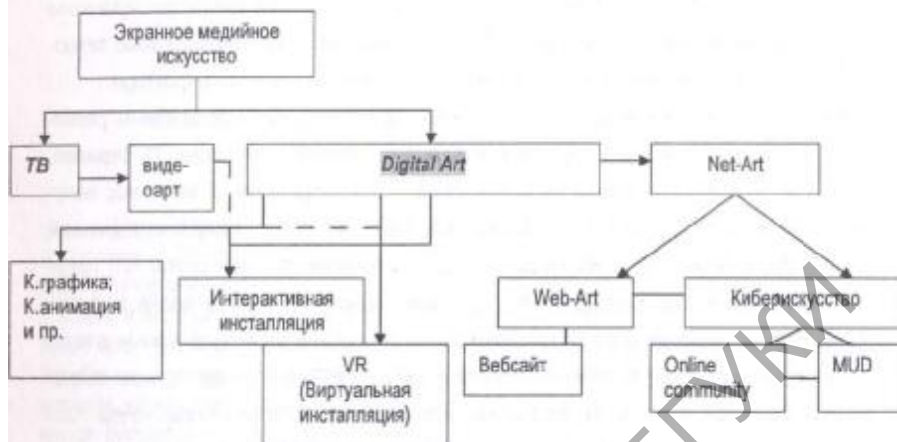 Экранное медийное
искусство
ТВ
виде-
оарт
Digital Art
Net-Art
К.графика;
К.анимация
и пр.
Интерактивная
инсталляция
VR
(Виртуальная
инсталляция)
Web-Art
Киберискусство
Вебсайт
Online
community
MUD